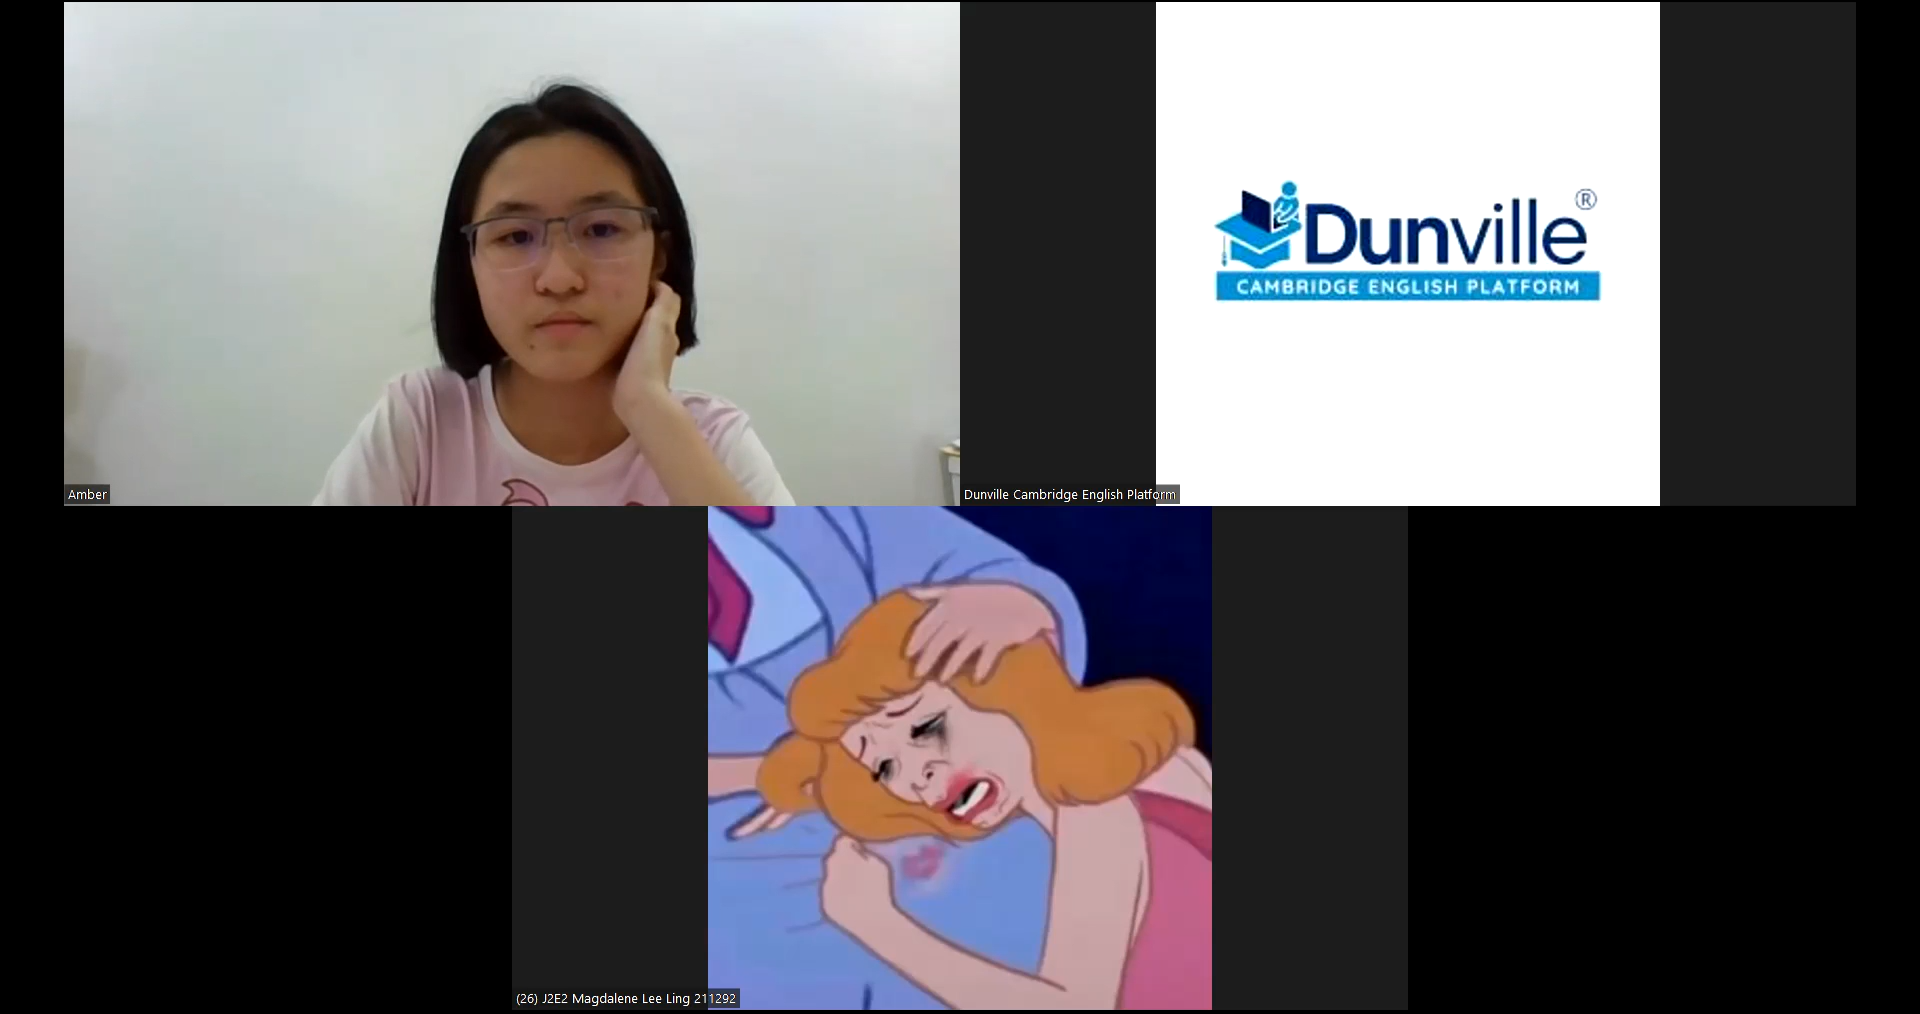 Amber
Dunville®
CAMBRIDGE ENGLISH PLATFORM
Dunville Cambridge English Platform
(26) J2E2 Magdalene Lee Ling 211292